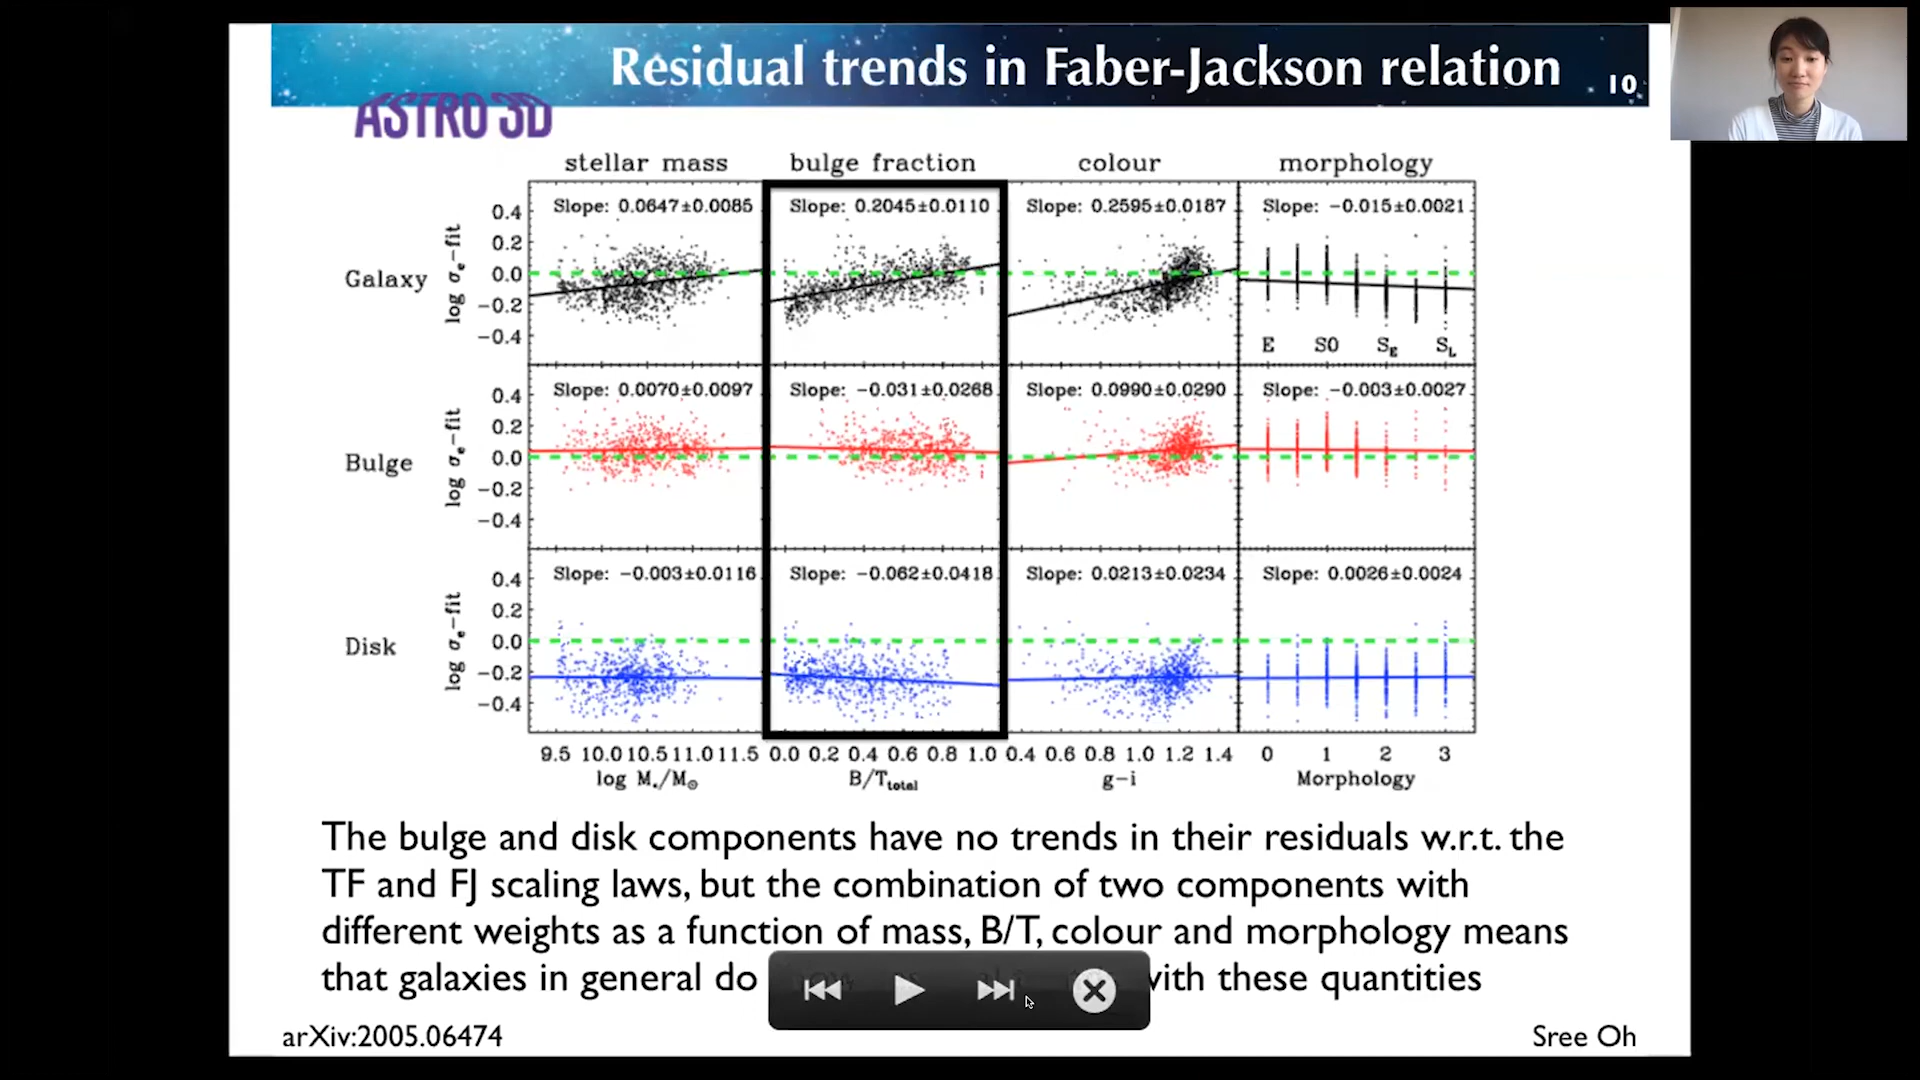 Residual trends in Faber-Jackson relation 10
ASTRO 3D
stellar mass bulge fraction colour morphology
Galaxy
log σe-fit
0.4
0.2
0.0
−0.2
−0.4
Slope: 0.0647±0.0085 Slope: 0.2045±0.0110 Slope: 0.2595±0.0187 Slope: −0.015±0.0021
E S0 SE SL
Bulge
log σe-fit
0.4
0.2
0.0
−0.2
−0.4
Slope: 0.0070±0.0097 Slope: −0.031±0.0268 Slope: 0.0990±0.0290 Slope: −0.003±0.0027
Disk
log σe-fit
0.4
0.2
0.0
−0.2
−0.4
Slope: −0.003±0.0116 Slope: −0.062±0.0418 Slope: 0.0213±0.0234 Slope: 0.0026±0.0024
9.5 10.0 10.5 11.0 11.5 0.0 0.2 0.4 0.6 0.8 1.0 0.4 0.6 0.8 1.0 1.2 1.4 0 1 2 3
log M*/M⊙ B/Ttotal g-i Morphology
The bulge and disk components have no trends in their residuals w.r.t. the
TF and FJ scaling laws, but the combination of two components with
different weights as a function of mass, B/T, colour and morphology means
that galaxies in general do with these quantities
arXiv:2005.06474 Sree Oh